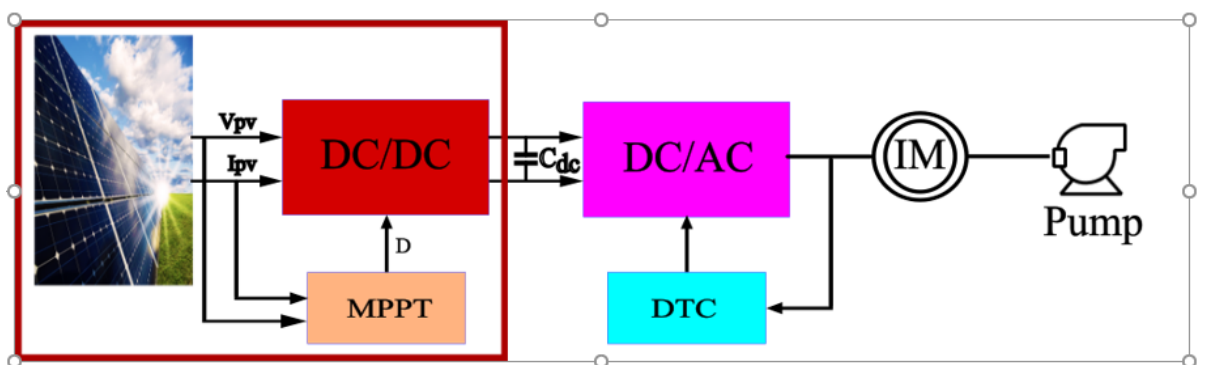 Vpv
Ipv
DC/DC
Cdc
DC/AC
IM
Pump
D
MPPT
DTC